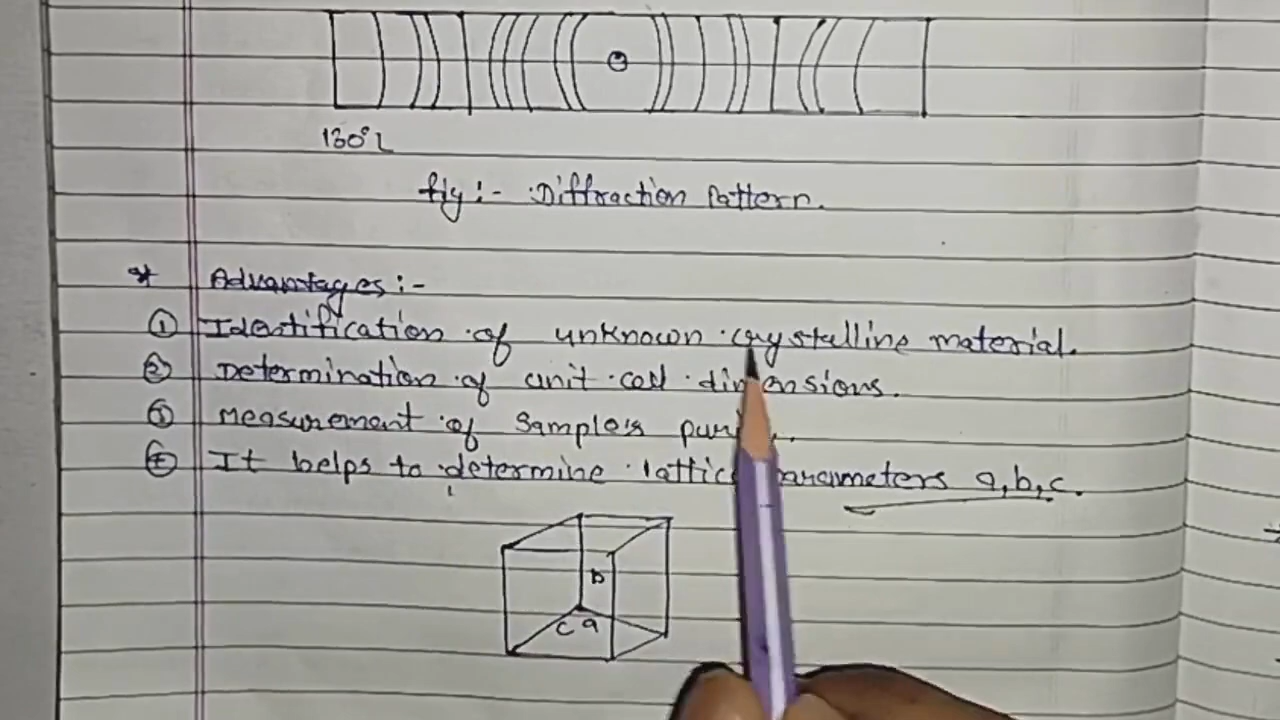 180°L
fig:- Diffraction Pattern.
* Advantages:-
① Identification of unknown crystalline material.
② Determination of unit cell dimensions.
③ Measurement of Sample's
④ It helps to determine lattice parameters a,b,c.
b
c a